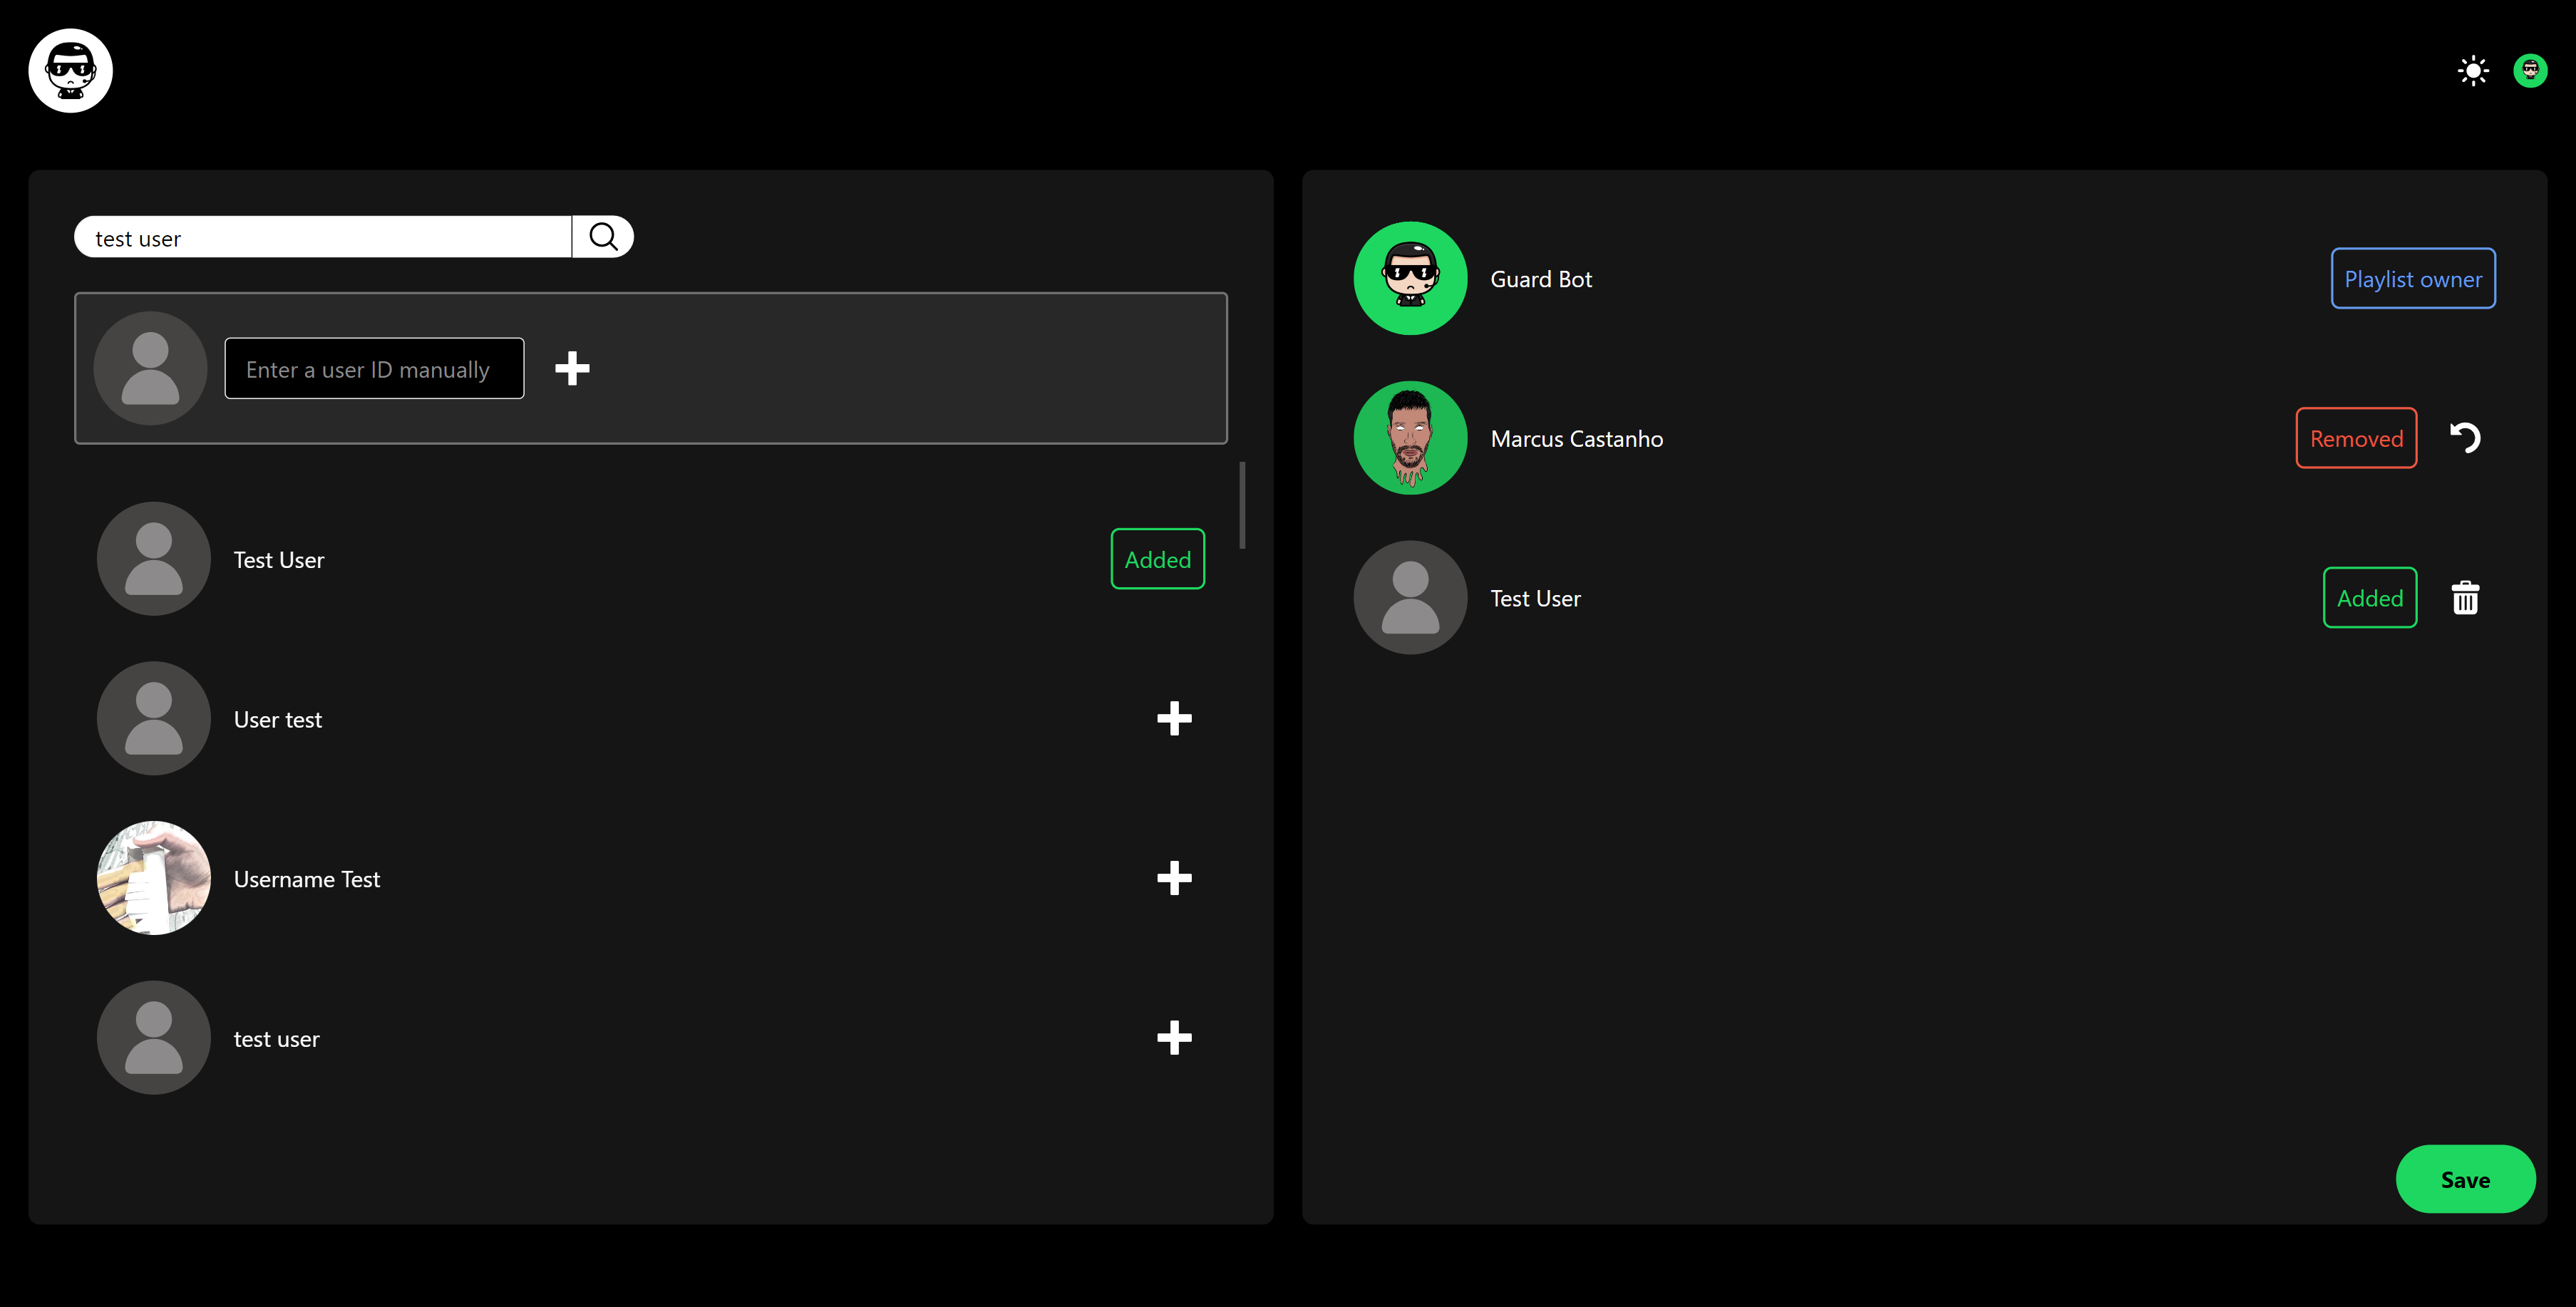 test user
Enter a user ID manually
Test User
Added
User test
Username Test
test user
Guard Bot
Playlist owner
Marcus Castanho
Removed
Test User
Added
Save